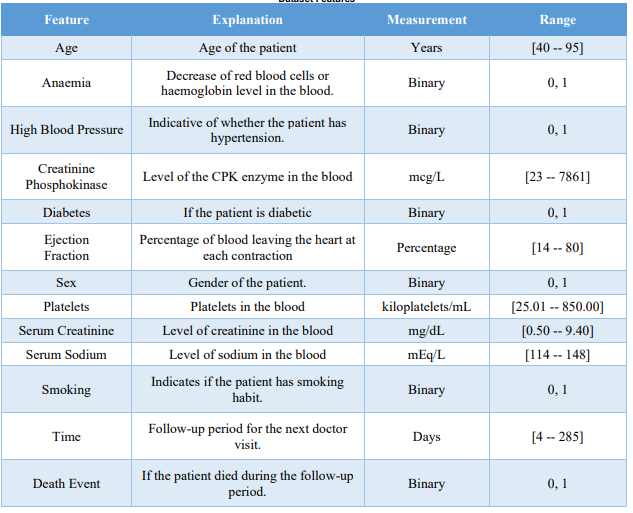 Dataset Features
Feature Explanation Measurement Range
Age Age of the patient Years [40 -- 95]
Anaemia Decrease of red blood cells or haemoglobin level in the blood. Binary 0, 1
High Blood Pressure Indicative of whether the patient has hypertension. Binary 0, 1
Creatinine Phosphokinase Level of the CPK enzyme in the blood mcg/L [23 -- 7861]
Diabetes If the patient is diabetic Binary 0, 1
Ejection Fraction Percentage of blood leaving the heart at each contraction Percentage [14 -- 80]
Sex Gender of the patient. Binary 0, 1
Platelets Platelets in the blood kiloplatelets/mL [25.01 -- 850.00]
Serum Creatinine Level of creatinine in the blood mg/dL [0.50 -- 9.40]
Serum Sodium Level of sodium in the blood mEq/L [114 -- 148]
Smoking Indicates if the patient has smoking habit. Binary 0, 1
Time Follow-up period for the next doctor visit. Days [4 -- 285]
Death Event If the patient died during the follow-up period. Binary 0, 1